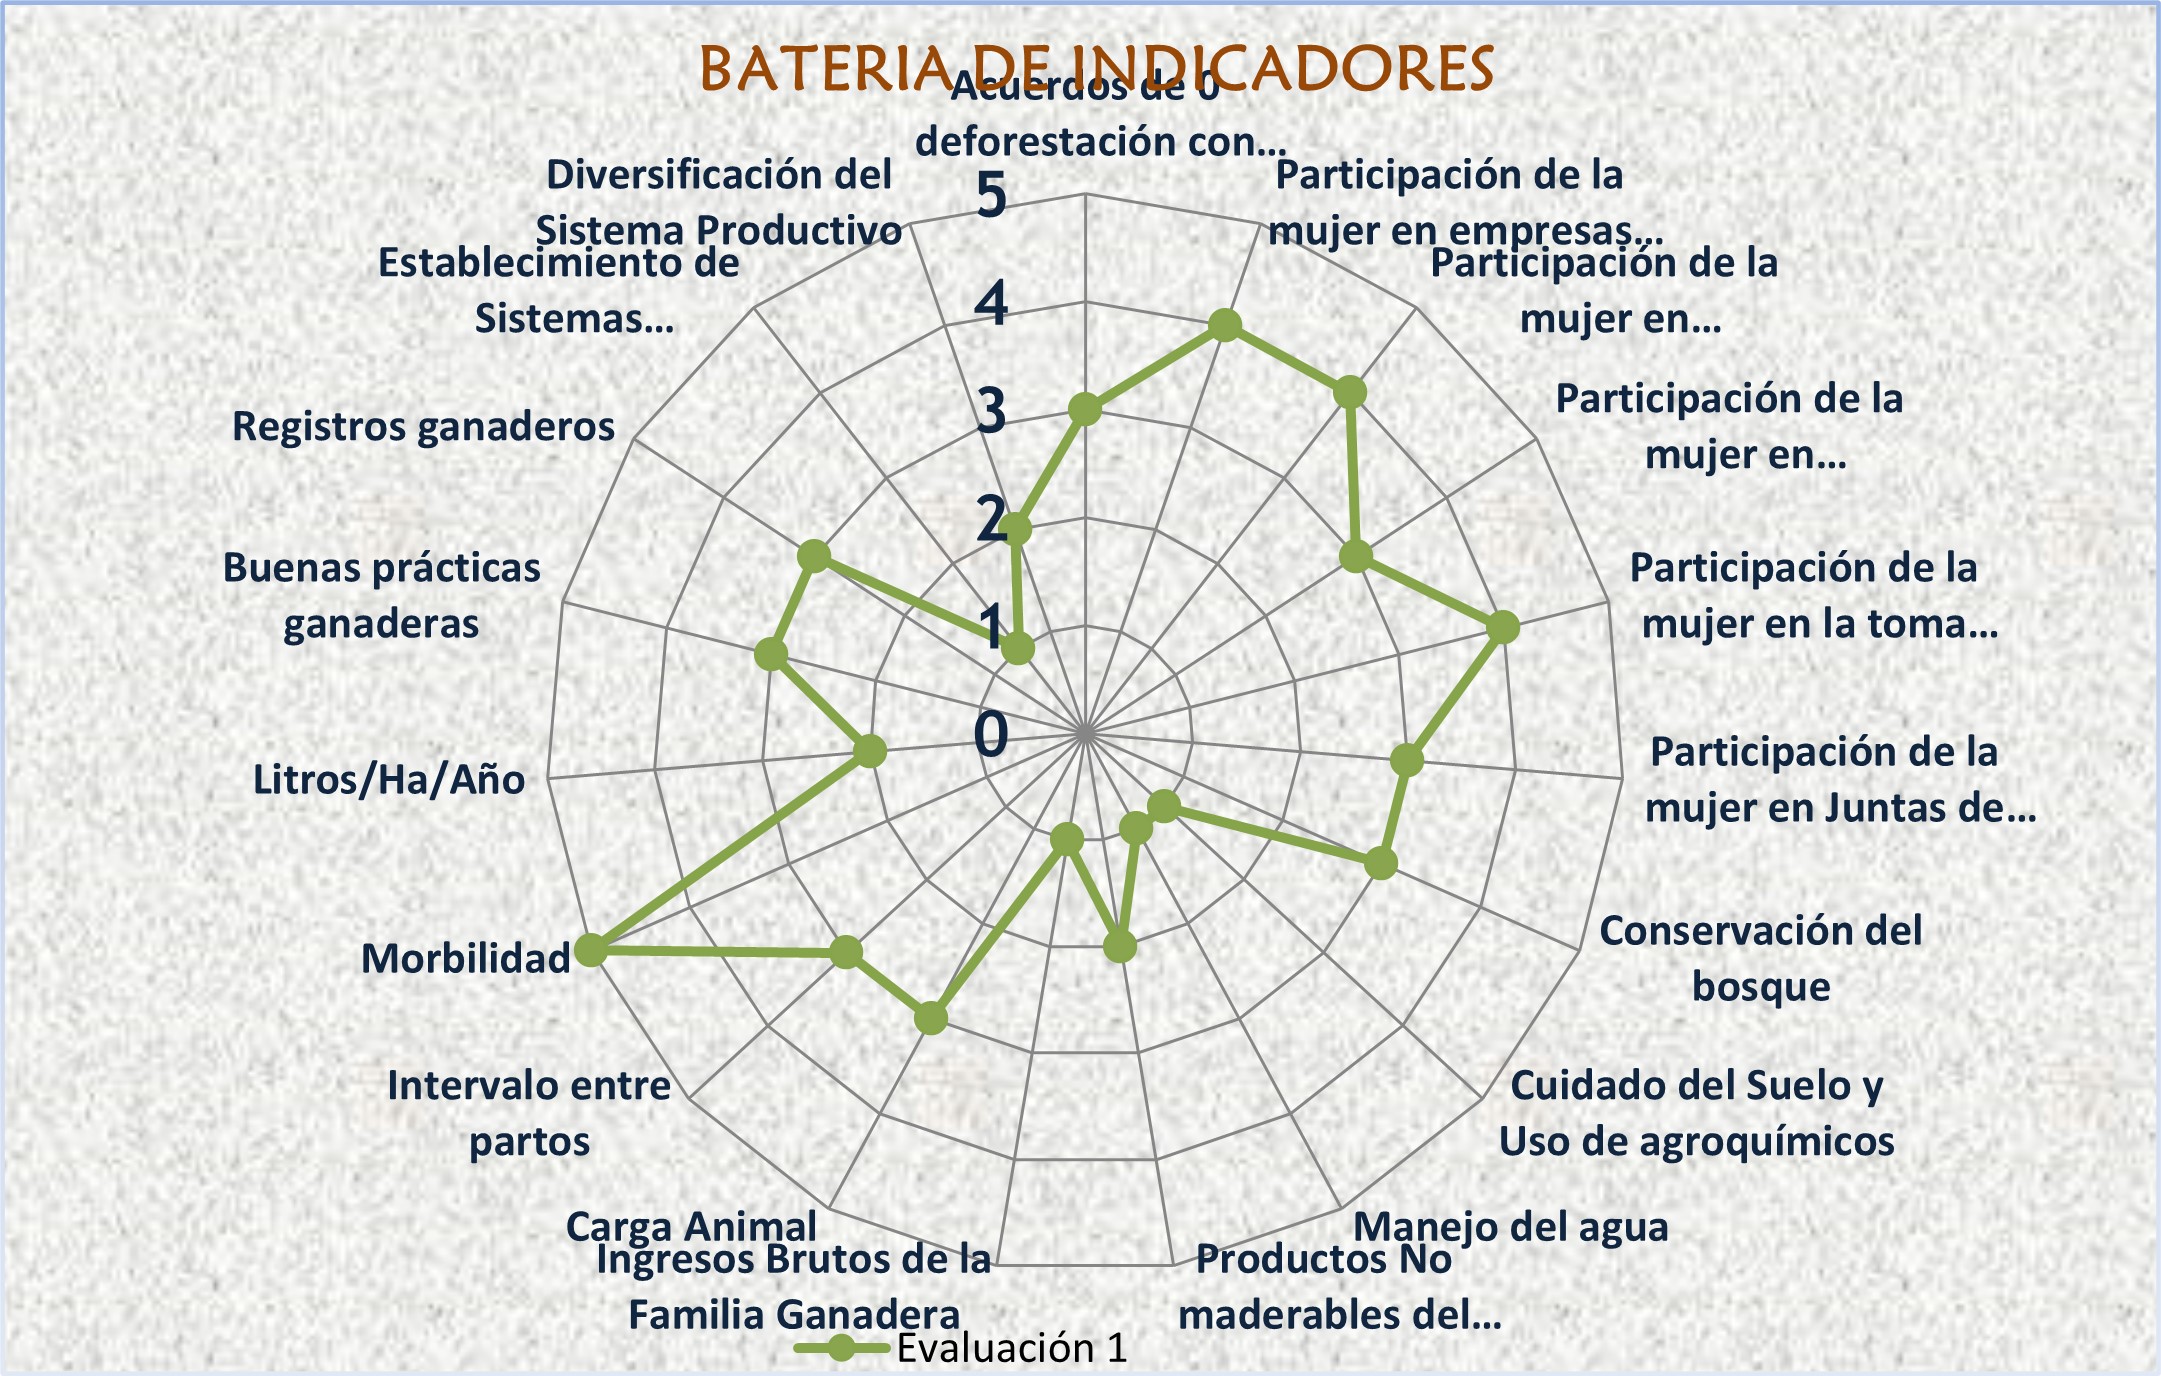 BATERIA DE INDICADORES
Acuerdos de 0
deforestación con...
Participación de la
mujer en empresas...
Participación de la
mujer en...
Participación de la
mujer en...
Participación de la
mujer en la toma...
Participación de la
mujer en Juntas de...
Conservación del
bosque
Cuidado del Suelo y
Uso de agroquímicos
Manejo del agua
Productos No
maderables del...
Ingresos Brutos de la
Familia Ganadera
Carga Animal
Intervalo entre
partos
Morbilidad
Litros/Ha/Año
Buenas prácticas
ganaderas
Registros ganaderos
Establecimiento de
Sistemas...
Diversificación del
Sistema Productivo
5
4
3
2
1
0
Evaluación 1